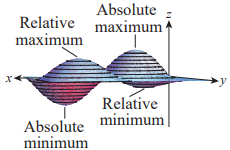 Absolute
maximum
z
Relative
maximum
x
y
Relative
minimum
Absolute
minimum